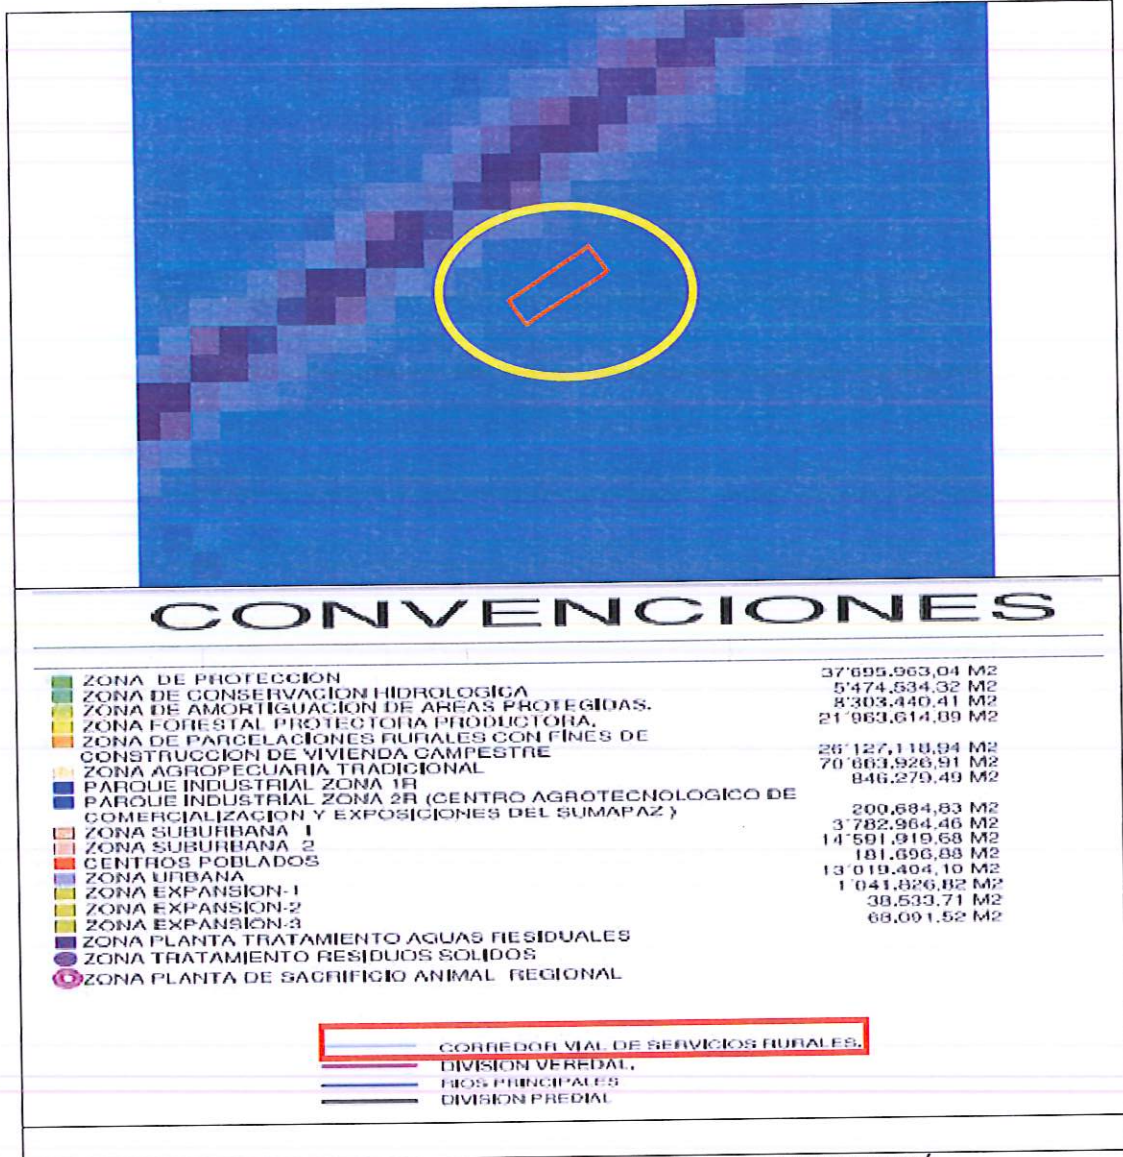 CONVENCIONES
ZONA DE PROTECCION 37'695.963,04 M2
ZONA DE CONSERVACION HIDROLOGICA 5'474.534,32 M2
ZONA DE AMORTIGUACION DE AREAS PROTEGIDAS. 8'303.440,41 M2
ZONA FORESTAL PROTECTORA PRODUCTORA. 21'963.614,89 M2
ZONA DE PARCELACIONES RURALES CON FINES DE
CONSTRUCCION DE VIVIENDA CAMPESTRE 26'127,118,94 M2
ZONA AGROPECUARIA TRADICIONAL 70'663,926,91 M2
PARQUE INDUSTRIAL ZONA 1R 846.279,49 M2
PARQUE INDUSTRIAL ZONA 2R (CENTRO AGROTECNOLOGICO DE
COMERCIALIZACION Y EXPOSICIONES DEL SUMAPAZ ) 200,684,83 M2
ZONA SUBURBANA 1 3'782,964,46 M2
ZONA SUBURBANA 2 14'591,919,68 M2
CENTROS POBLADOS 181.696,88 M2
ZONA URBANA 13'019.404,10 M2
ZONA EXPANSION-1 1'041,826,82 M2
ZONA EXPANSION-2 38.533,71 M2
ZONA EXPANSION-3 68,091,52 M2
ZONA PLANTA TRATAMIENTO AGUAS RESIDUALES
ZONA TRATAMIENTO RESIDUOS SOLIDOS
ZONA PLANTA DE SACRIFICIO ANIMAL REGIONAL
CORREDOR VIAL DE SERVICIOS RURALES.
DIVISION VEREDAL.
RIOS PRINCIPALES
DIVISION PREDIAL